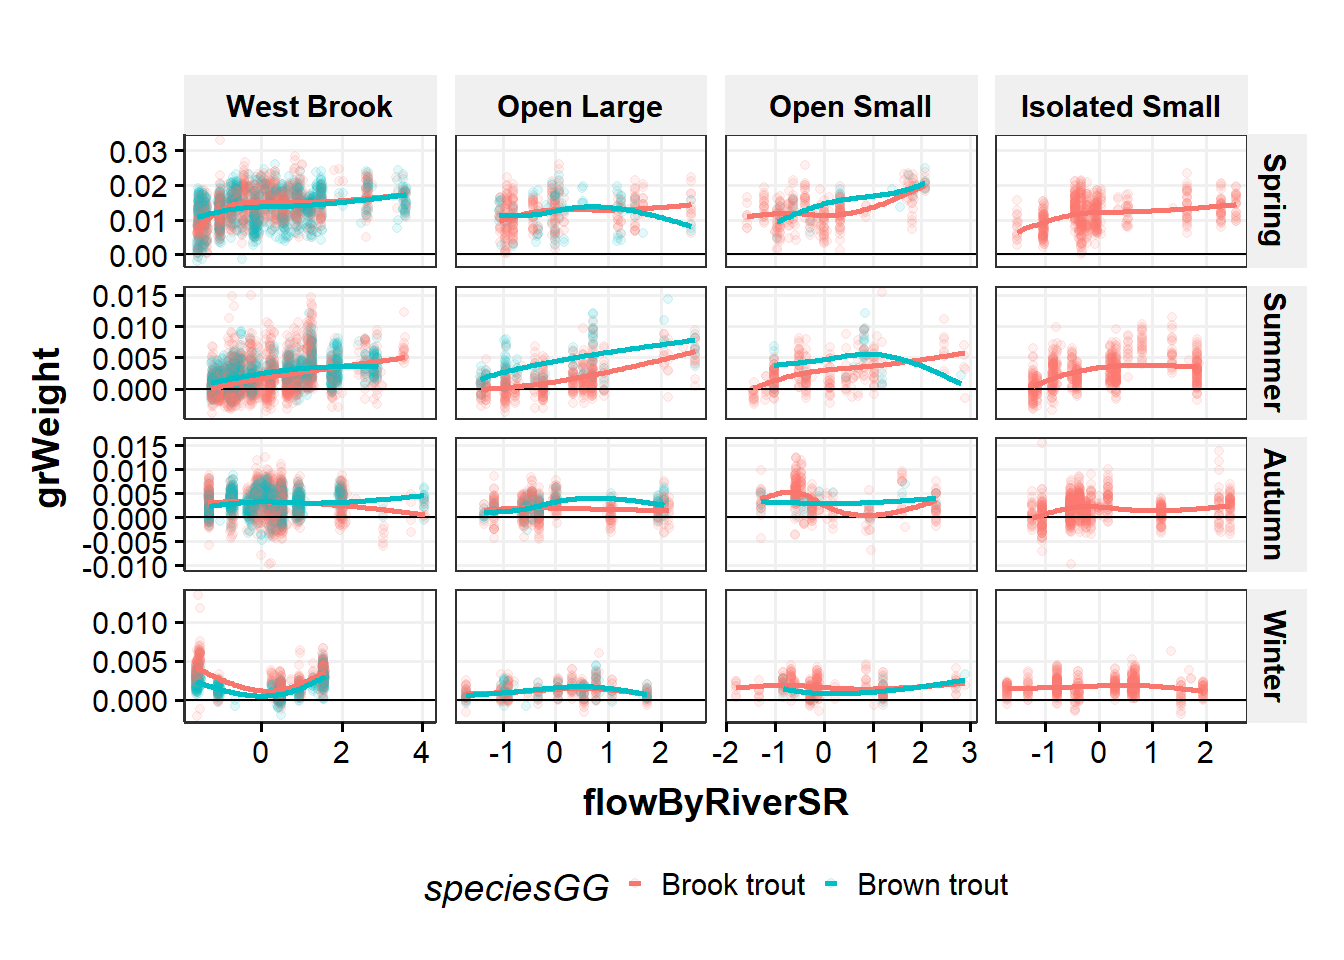 West Brook Open Large Open Small Isolated Small
0.03
0.02
0.01
0.00
Spring
0.015
0.010
0.005
0.000
Summer
0.015
0.010
0.005
0.000
-0.005
-0.010
Autumn
0.010
0.005
0.000
Winter
grWeight
0 2 4 -1 0 1 2 -2 -1 0 1 2 3 -1 0 1 2
flowByRiverSR
speciesGG Brook trout Brown trout